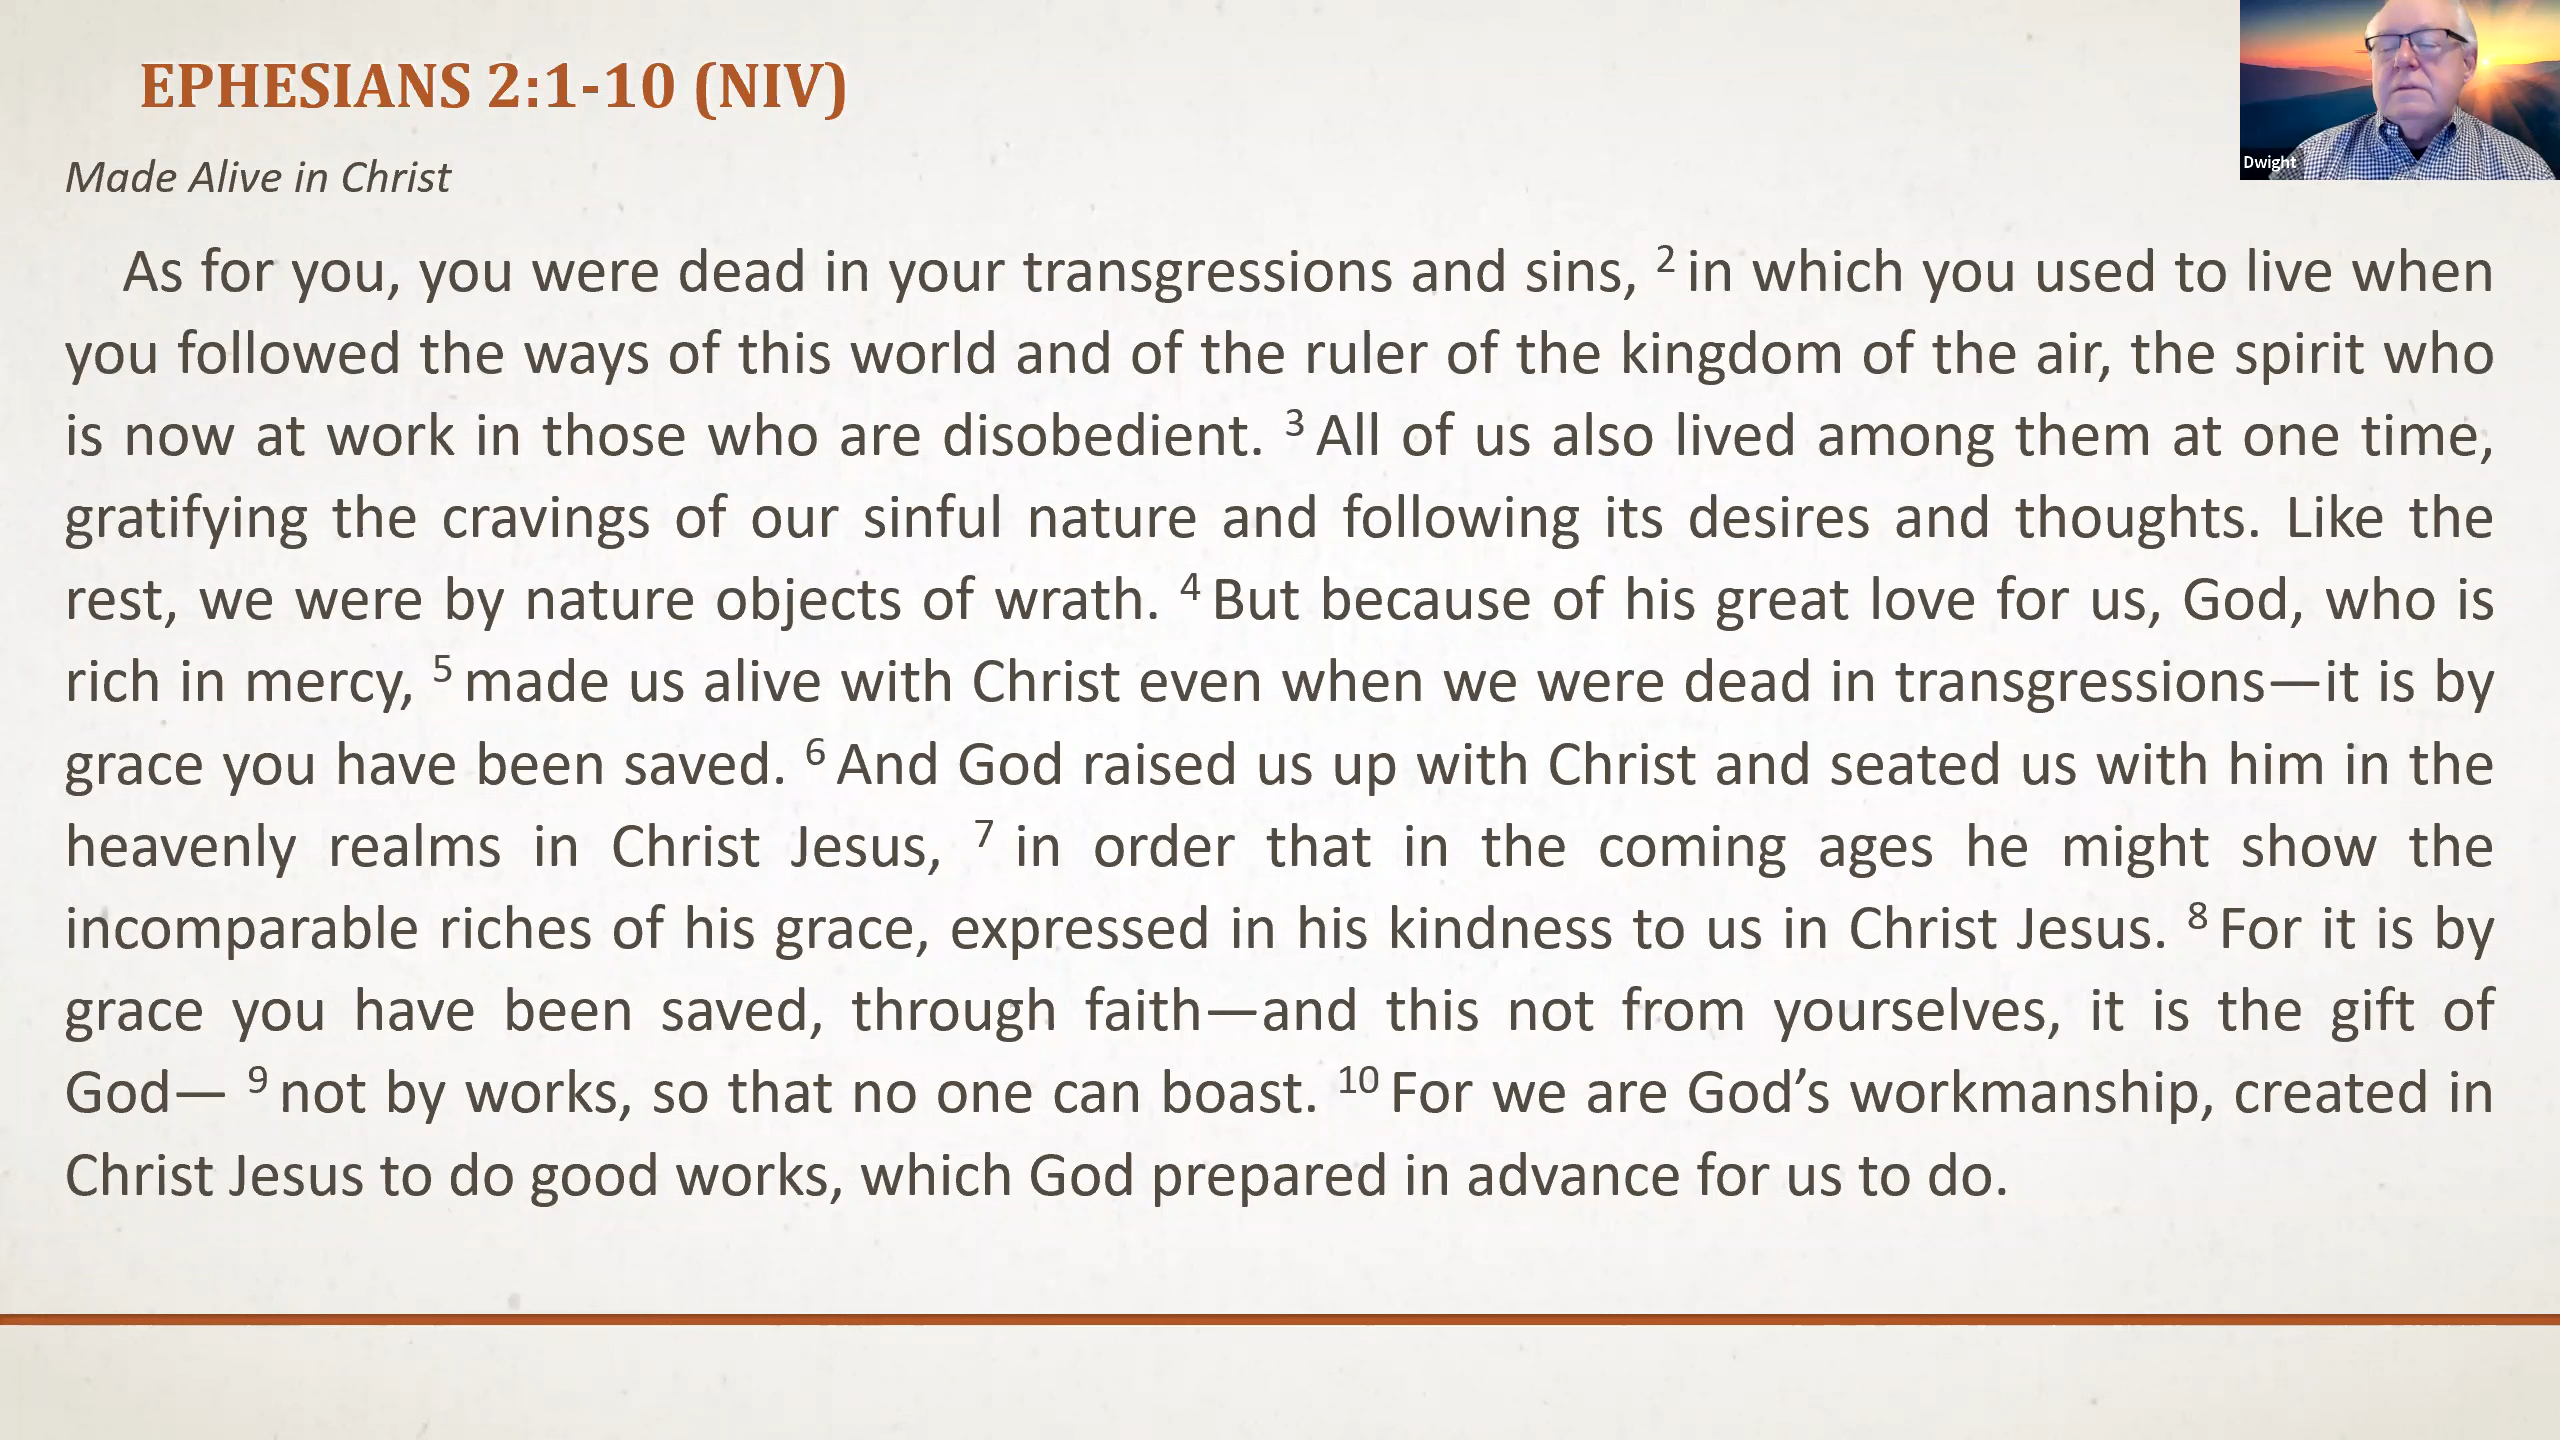 EPHESIANS 2:1-10 (NIV)
Dwight
Made Alive in Christ
As for you, you were dead in your transgressions and sins, 2 in which you used to live when
you followed the ways of this world and of the ruler of the kingdom of the air, the spirit who
is now at work in those who are disobedient. 3 All of us also lived among them at one time,
gratifying the cravings of our sinful nature and following its desires and thoughts. Like the
rest, we were by nature objects of wrath. 4 But because of his great love for us, God, who is
rich in mercy, 5 made us alive with Christ even when we were dead in transgressions—it is by
grace you have been saved. 6 And God raised us up with Christ and seated us with him in the
heavenly realms in Christ Jesus, 7 in order that in the coming ages he might show the
incomparable riches of his grace, expressed in his kindness to us in Christ Jesus. 8 For it is by
grace you have been saved, through faith—and this not from yourselves, it is the gift of
God— 9 not by works, so that no one can boast. 10 For we are God’s workmanship, created in
Christ Jesus to do good works, which God prepared in advance for us to do.